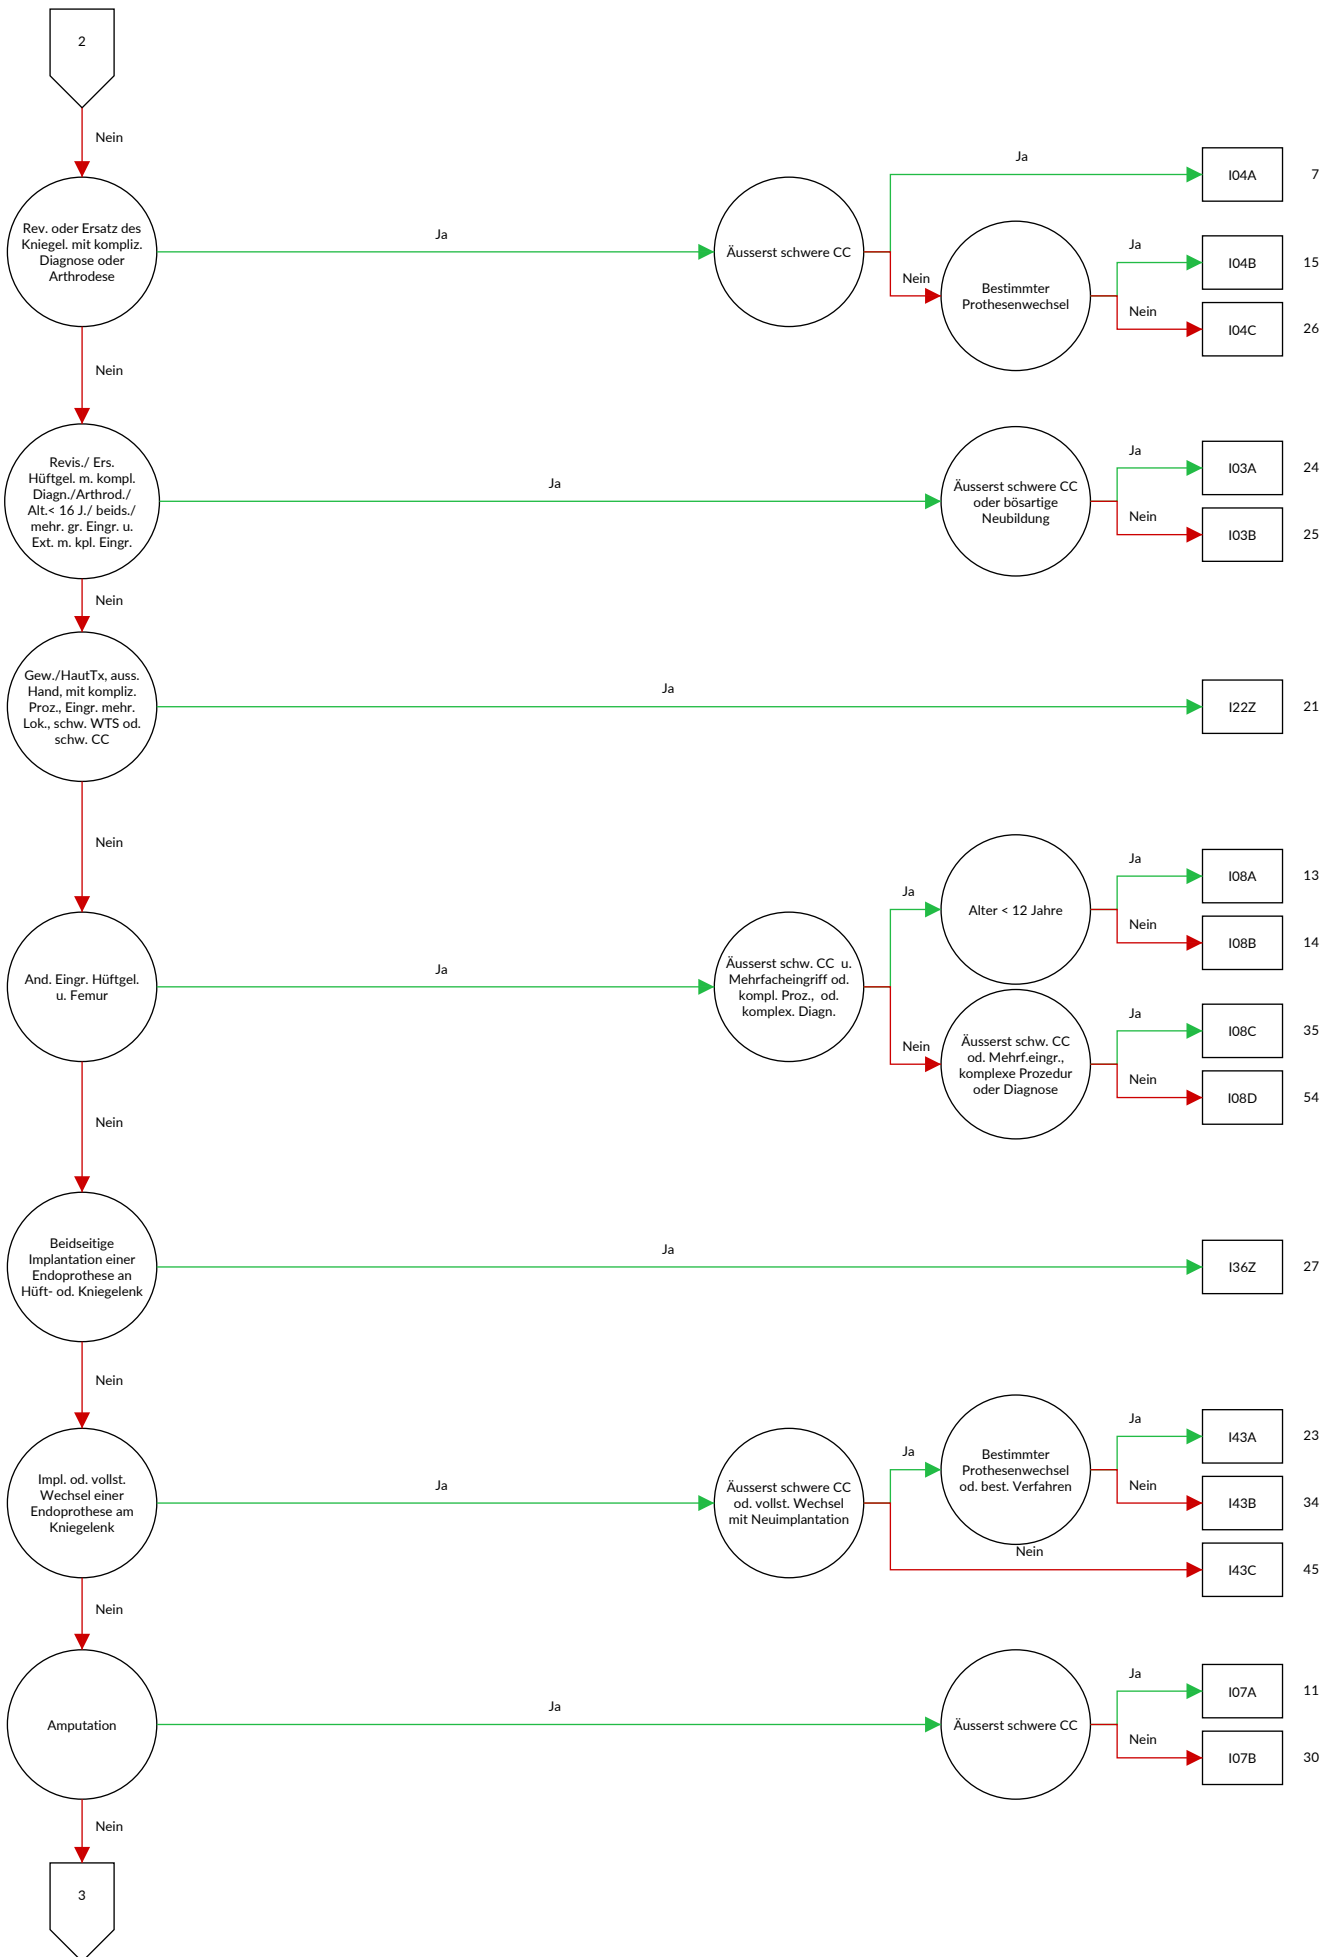 2
Nein
Rev. oder Ersatz des
Kniegel. mit kompliz.
Diagnose oder
Arthrodese
Ja
Äusserst schwere CC
Ja
I04A
7
Nein
Bestimmter
Prothesenwechsel
Ja
I04B
15
Nein
I04C
26
Nein
Revis./ Ers.
Hüftgel. m. kompl.
Diagn./Arthrod./
Alt.< 16 J./ beids./
mehr. gr. Eingr. u.
Ext. m. kpl. Eingr.
Ja
Äusserst schwere CC
oder bösartige
Neubildung
Ja
I03A
24
Nein
I03B
25
Nein
Gew./HautTx, auss.
Hand, mit kompliz.
Proz., Eingr. mehr.
Lok., schw. WTS od.
schw. CC
Ja
I22Z
21
Nein
And. Eingr. Hüftgel.
u. Femur
Ja
Äusserst schw. CC u.
Mehrfacheingriff od.
kompl. Proz., od.
komplex. Diagn.
Ja
Alter < 12 Jahre
Ja
I08A
13
Nein
I08B
14
Nein
Äusserst schw. CC
od. Mehrf.eingr.,
komplexe Prozedur
oder Diagnose
Ja
I08C
35
Nein
I08D
54
Nein
Beidseitige
Implantation einer
Endoprothese an
Hüft- od. Kniegelenk
Ja
I36Z
27
Nein
Impl. od. vollst.
Wechsel einer
Endoprothese am
Kniegelenk
Ja
Äusserst schwere CC
od. vollst. Wechsel
mit Neuimplantation
Ja
Bestimmter
Prothesenwechsel
od. best. Verfahren
Ja
I43A
23
Nein
I43B
34
Nein
I43C
45
Nein
Amputation
Ja
Äusserst schwere CC
Ja
I07A
11
Nein
I07B
30
Nein
3